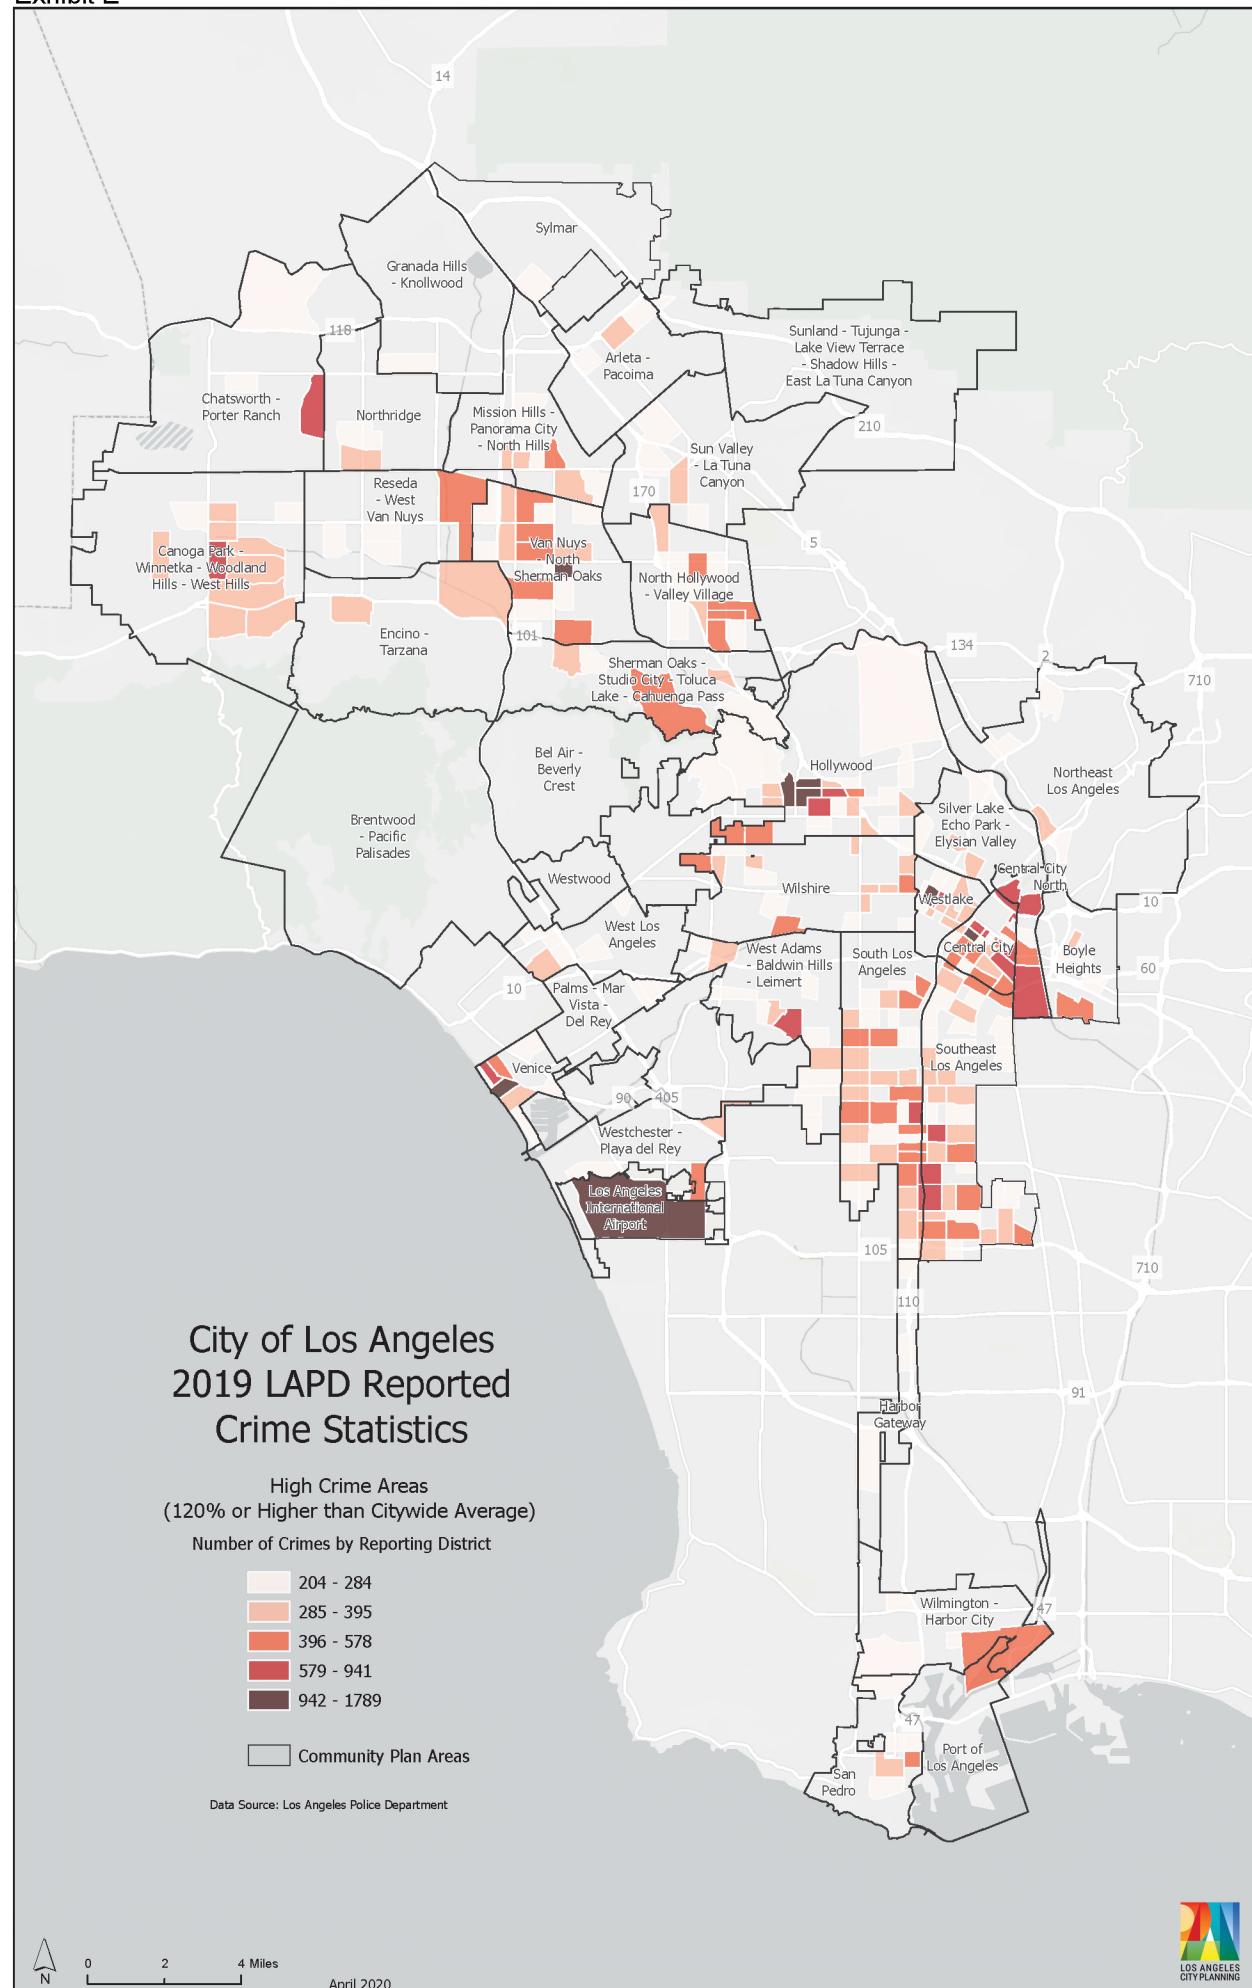 Exhibit E
14
Sylmar
Granada Hills
- Knollwood
118
Sunland - Tujunga -
Lake View Terrace
- Shadow Hills -
East La Tuna Canyon
Arleta -
Pacoima
Chatsworth -
Porter Ranch
Northridge
Mission Hills -
Panorama City
- North Hills
210
Sun Valley
- La Tuna
Canyon
Reseda
- West
Van Nuys
170
5
Canoga Park -
Winnetka - Woodland
Hills - West Hills
Van Nuys
- North
Sherman Oaks
North Hollywood
- Valley Village
Encino -
Tarzana
101
134
2
710
Sherman Oaks -
Studio City - Toluca
Lake - Cahuenga Pass
Bel Air -
Beverly
Crest
Hollywood
Northeast
Los Angeles
Brentwood
- Pacific
Palisades
Silver Lake -
Echo Park -
Elysian Valley
Central City
North
Westwood
Wilshire
Westlake
10
West Los
Angeles
West Adams
- Baldwin Hills
- Leimert
South Los
Angeles
Central City
Boyle
Heights
60
10
Palms - Mar
Vista -
Del Rey
Venice
Southeast
Los Angeles
90
405
Westchester -
Playa del Rey
Los Angeles
International
Airport
105
710
110
91
Harbor
Gateway
City of Los Angeles
2019 LAPD Reported
Crime Statistics
High Crime Areas
(120% or Higher than Citywide Average)
Number of Crimes by Reporting District
204 - 284
285 - 395
396 - 578
579 - 941
942 - 1789
Community Plan Areas
Data Source: Los Angeles Police Department
Wilmington -
Harbor City
47
47
Port of
Los Angeles
San
Pedro
N
0 2 4 Miles
April 2020
LOS ANGELES
CITY PLANNING